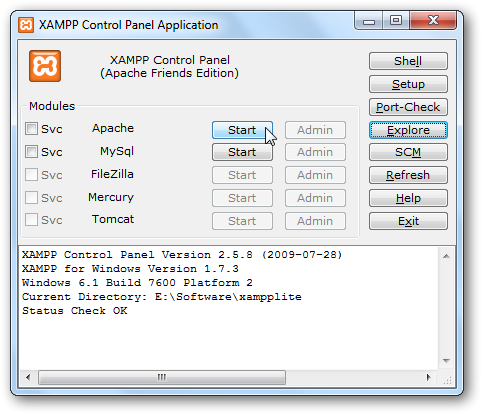 XAMPP Control Panel Application
XAMPP Control Panel
(Apache Friends Edition)
Shell
Setup
Port-Check
Explore
SCM
Refresh
Help
Exit
Modules
Svc Apache Start Admin
Svc MySql Start Admin
Svc FileZilla Start Admin
Svc Mercury Start Admin
Svc Tomcat Start Admin
XAMPP Control Panel Version 2.5.8 (2009-07-28)
XAMPP for Windows Version 1.7.3
Windows 6.1 Build 7600 Platform 2
Current Directory: E:\Software\xampplite
Status Check OK